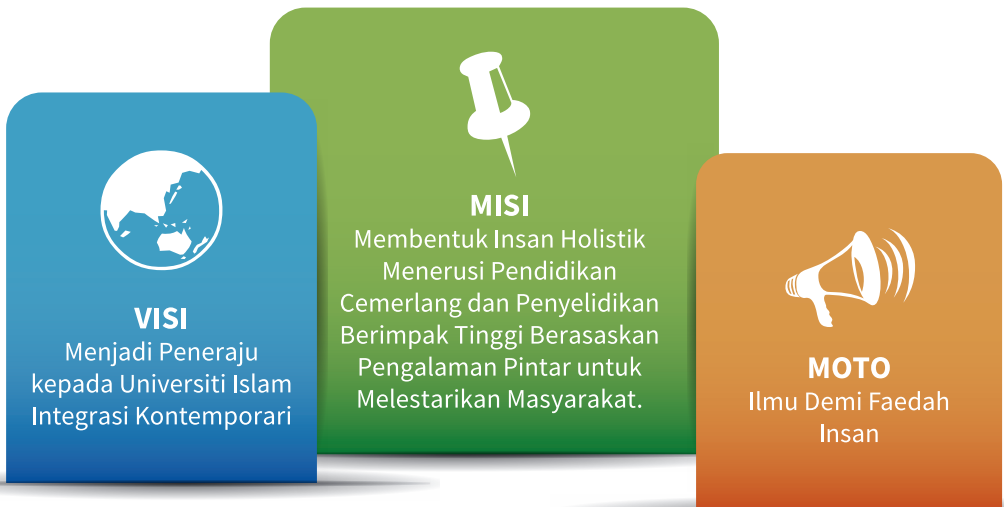 VISI
Menjadi Peneraju
kepada Universiti Islam
Integrasi Kontemporari
MISI
Membentuk Insan Holistik
Menerusi Pendidikan
Cemerlang dan Penyelidikan
Berimpak Tinggi Berasaskan
Pengalaman Pintar untuk
Melestarikan Masyarakat.
MOTO
Ilmu Demi Faedah
Insan